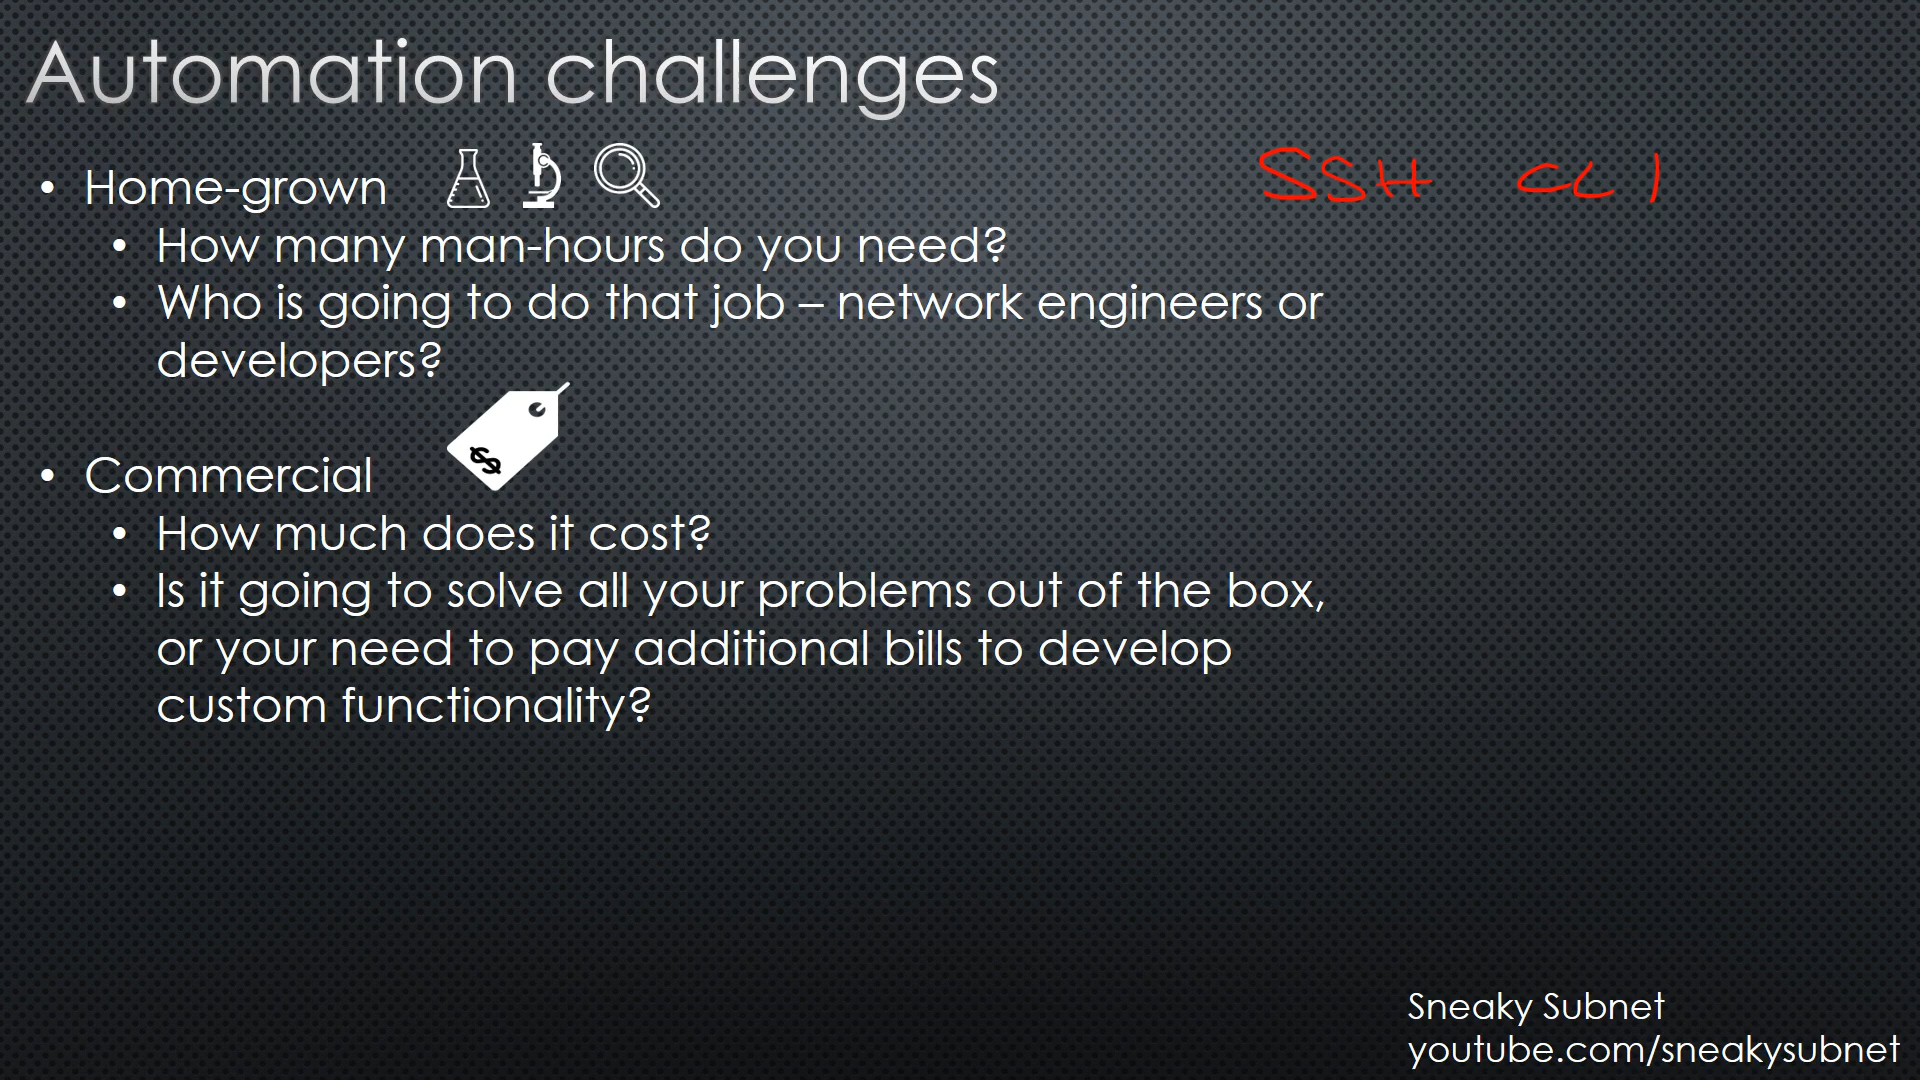 Automation challenges
• Home-grown
SSH CLI
• How many man-hours do you need?
• Who is going to do that job – network engineers or
developers?
$
• Commercial
• How much does it cost?
• Is it going to solve all your problems out of the box,
or your need to pay additional bills to develop
custom functionality?
Sneaky Subnet
youtube.com/sneakysubnet